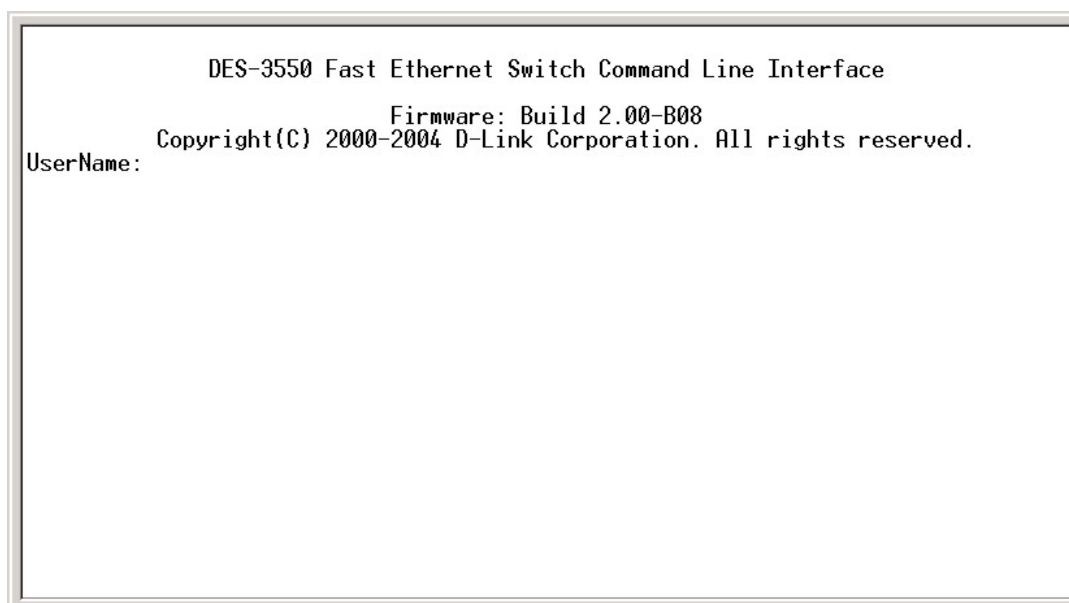 DES-3550 Fast Ethernet Switch Command Line Interface
Firmware: Build 2.00-B08
Copyright(C) 2000-2004 D-Link Corporation. All rights reserved.
UserName: